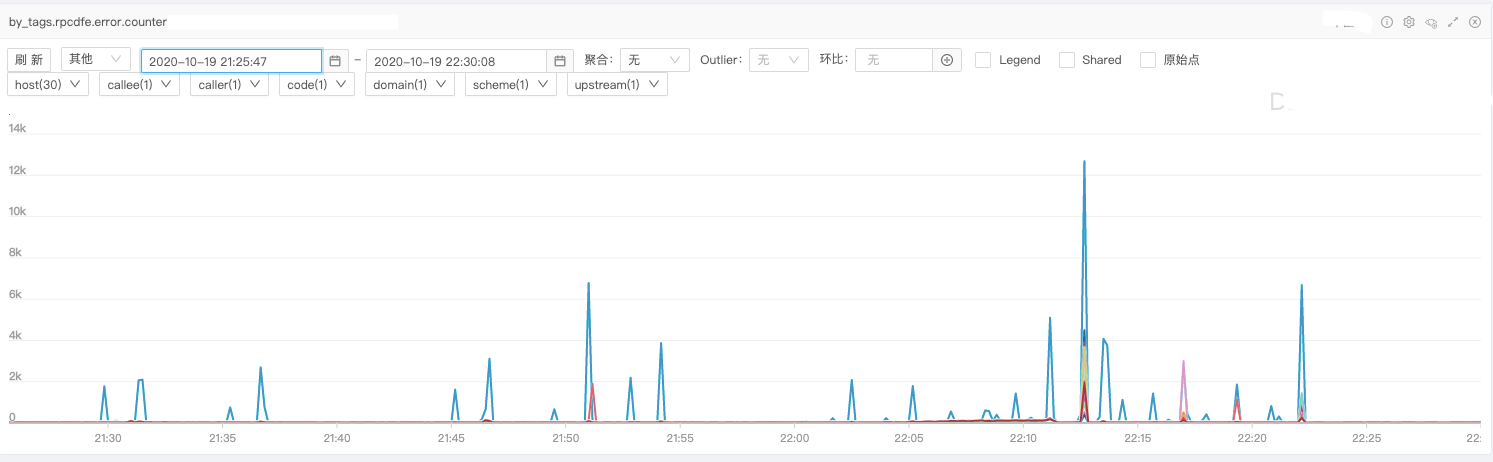 by_tags.rpcdfe.error.counter
刷 新 其他 2020-10-19 21:25:47 – 2020-10-19 22:30:08 聚合: 无 Outlier: 无 环比: 无 Legend Shared 原始点
host(30) callee(1) caller(1) code(1) domain(1) scheme(1) upstream(1)
D.
14k
12k
10k
8k
6k
4k
2k
0
21:30 21:35 21:40 21:45 21:50 21:55 22:00 22:05 22:10 22:15 22:20 22:25 22: